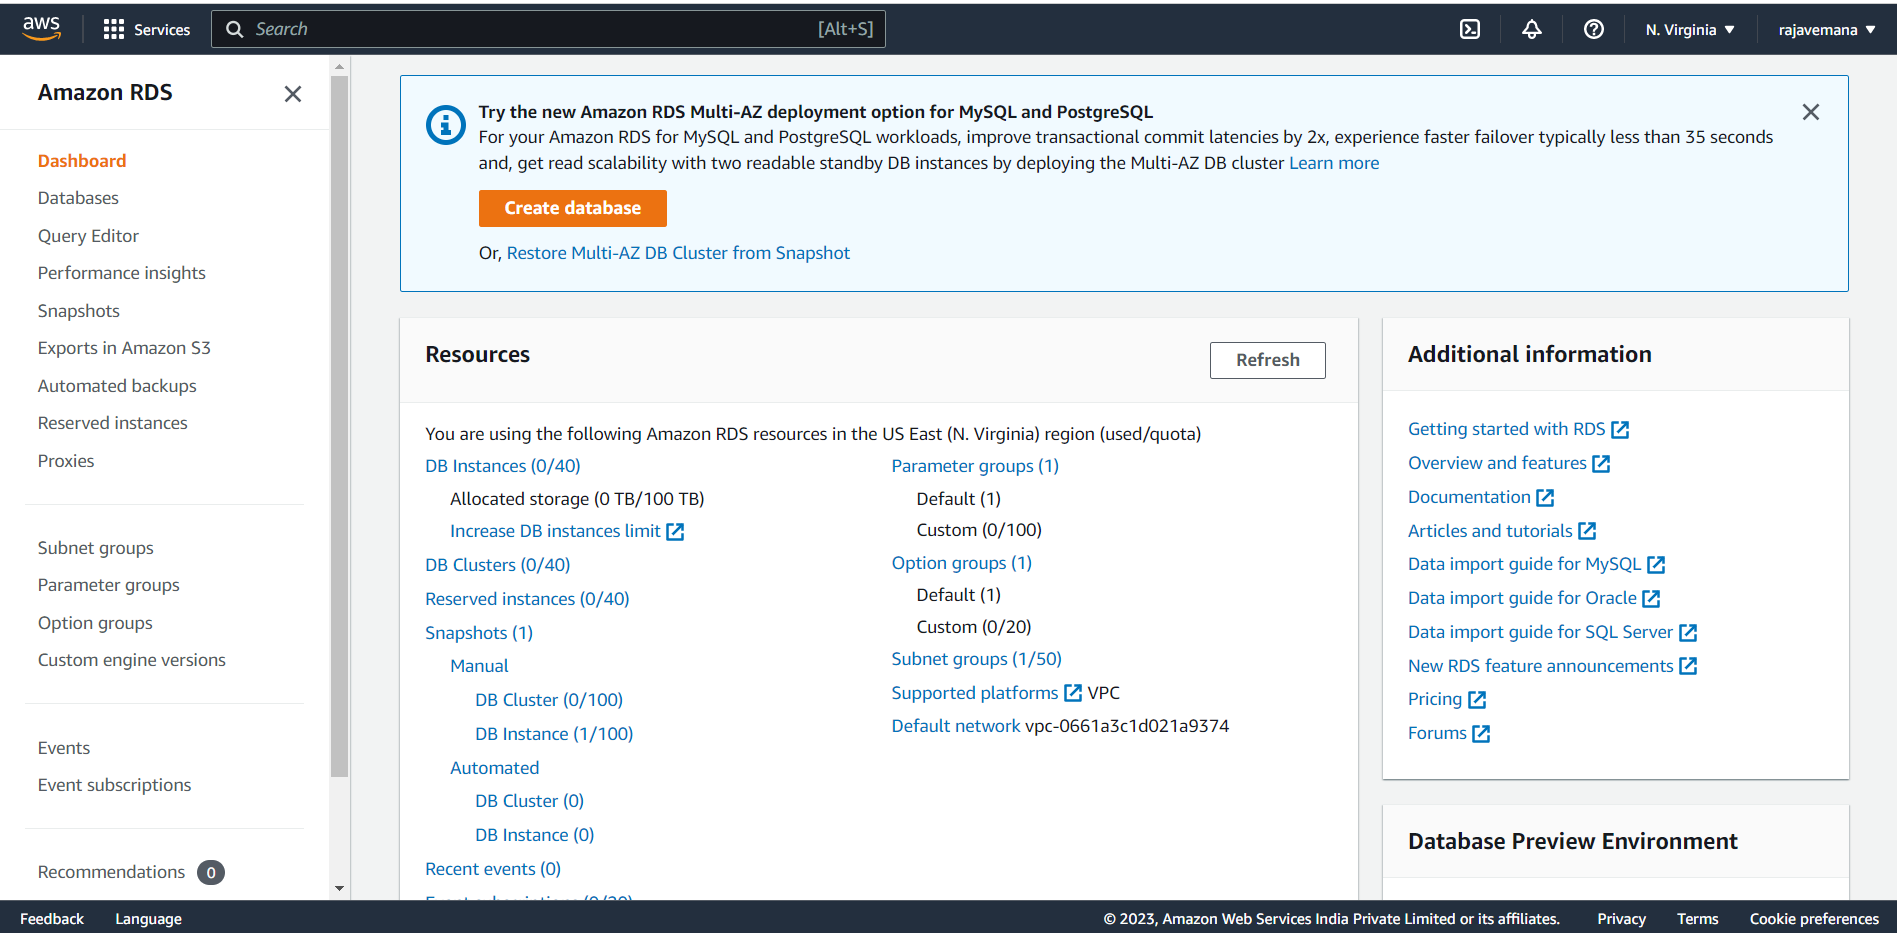 aws Services Search [Alt+S] N. Virginia rajavemana
Amazon RDS
Dashboard
Databases
Query Editor
Performance insights
Snapshots
Exports in Amazon S3
Automated backups
Reserved instances
Proxies
Subnet groups
Parameter groups
Option groups
Custom engine versions
Events
Event subscriptions
Recommendations 0
Try the new Amazon RDS Multi-AZ deployment option for MySQL and PostgreSQL
For your Amazon RDS for MySQL and PostgreSQL workloads, improve transactional commit latencies by 2x, experience faster failover typically less than 35 seconds
and, get read scalability with two readable standby DB instances by deploying the Multi-AZ DB cluster Learn more
Create database
Or, Restore Multi-AZ DB Cluster from Snapshot
Resources
Refresh
You are using the following Amazon RDS resources in the US East (N. Virginia) region (used/quota)
DB Instances (0/40)
Allocated storage (0 TB/100 TB)
Increase DB instances limit
DB Clusters (0/40)
Reserved instances (0/40)
Snapshots (1)
Manual
DB Cluster (0/100)
DB Instance (1/100)
Automated
DB Cluster (0)
DB Instance (0)
Recent events (0)
Event subscriptions (0/20)
Parameter groups (1)
Default (1)
Custom (0/100)
Option groups (1)
Default (1)
Custom (0/20)
Subnet groups (1/50)
Supported platforms VPC
Default network vpc-0661a3c1d021a9374
Additional information
Getting started with RDS
Overview and features
Documentation
Articles and tutorials
Data import guide for MySQL
Data import guide for Oracle
Data import guide for SQL Server
New RDS feature announcements
Pricing
Forums
Database Preview Environment
Feedback Language © 2023, Amazon Web Services India Private Limited or its affiliates. Privacy Terms Cookie preferences